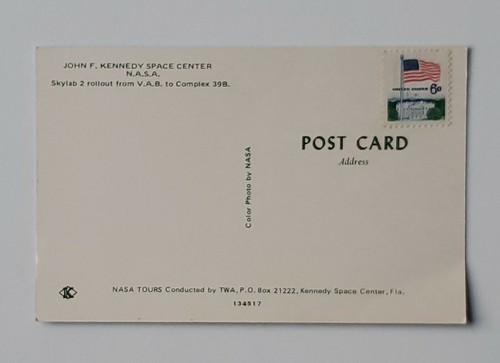 JOHN F. KENNEDY SPACE CENTER
N.A.S.A.
Skylab 2 rollout from V.A.B. to Complex 39B.
UNITED STATES 6¢
POST CARD
Address
Color Photo by NASA
NASA TOURS Conducted by TWA, P.O. Box 21222, Kennedy Space Center, Fla.
134517